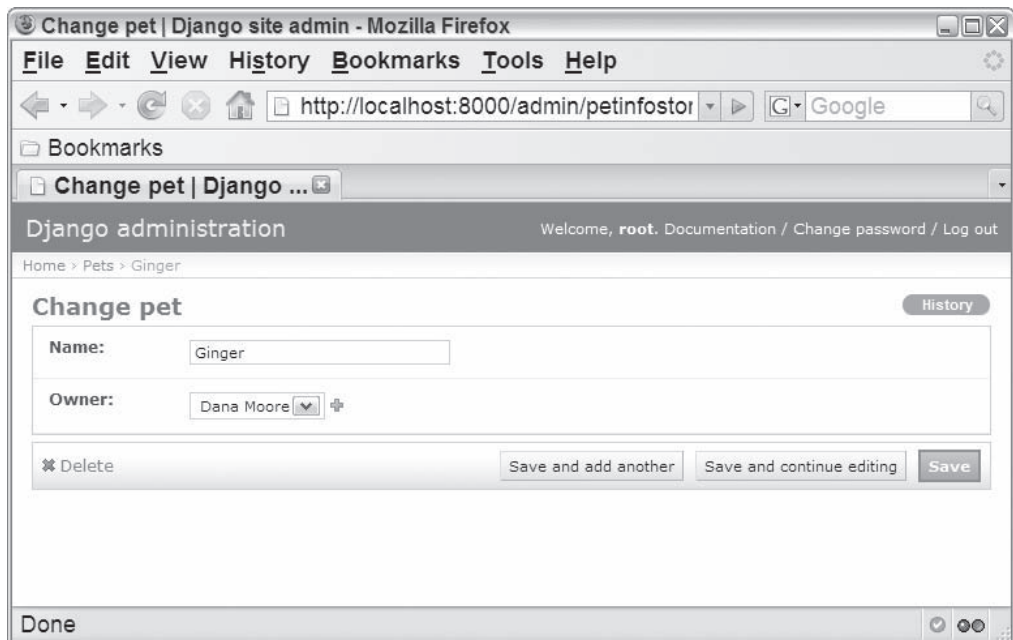 Change pet | Django site admin - Mozilla Firefox
File Edit View History Bookmarks Tools Help
http://localhost:8000/admin/petinfostor G Google
Bookmarks
Change pet | Django ...
Django administration Welcome, root. Documentation / Change password / Log out
Home > Pets > Ginger
Change pet History
Name: Ginger
Owner: Dana Moore
Delete Save and add another Save and continue editing Save
Done